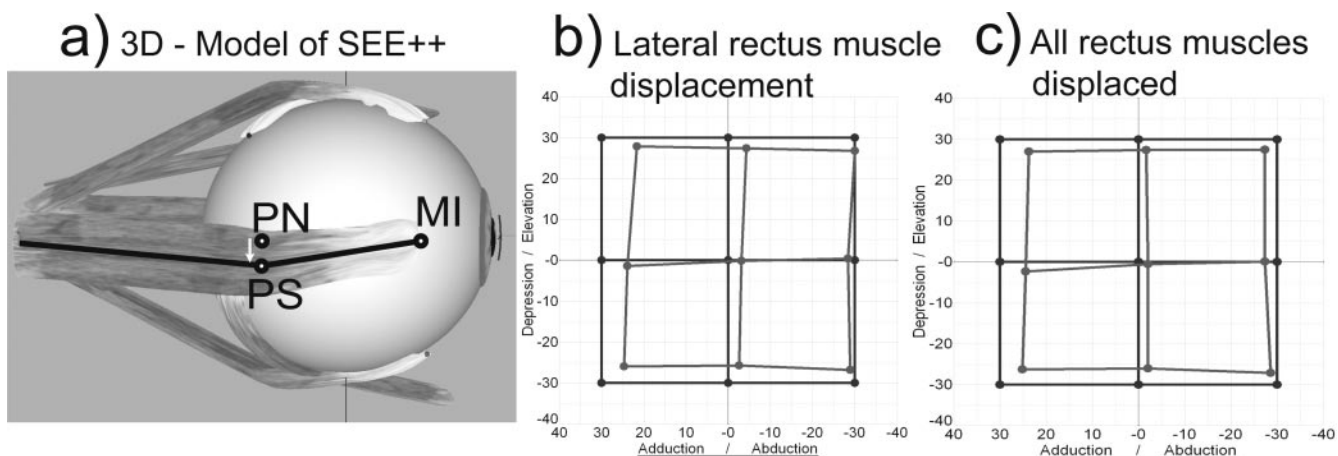 a) 3D - Model of SEE++
PN
MI
PS
b) Lateral rectus muscle
displacement
40
30
20
10
-0
-10
-20
-30
-40
Depression / Elevation
40 30 20 10 -0 -10 -20 -30 -40
Adduction / Abduction
c) All rectus muscles
displaced
40
30
20
10
-0
-10
-20
-30
-40
Depression / Elevation
40 30 20 10 -0 -10 -20 -30 -40
Adduction / Abduction